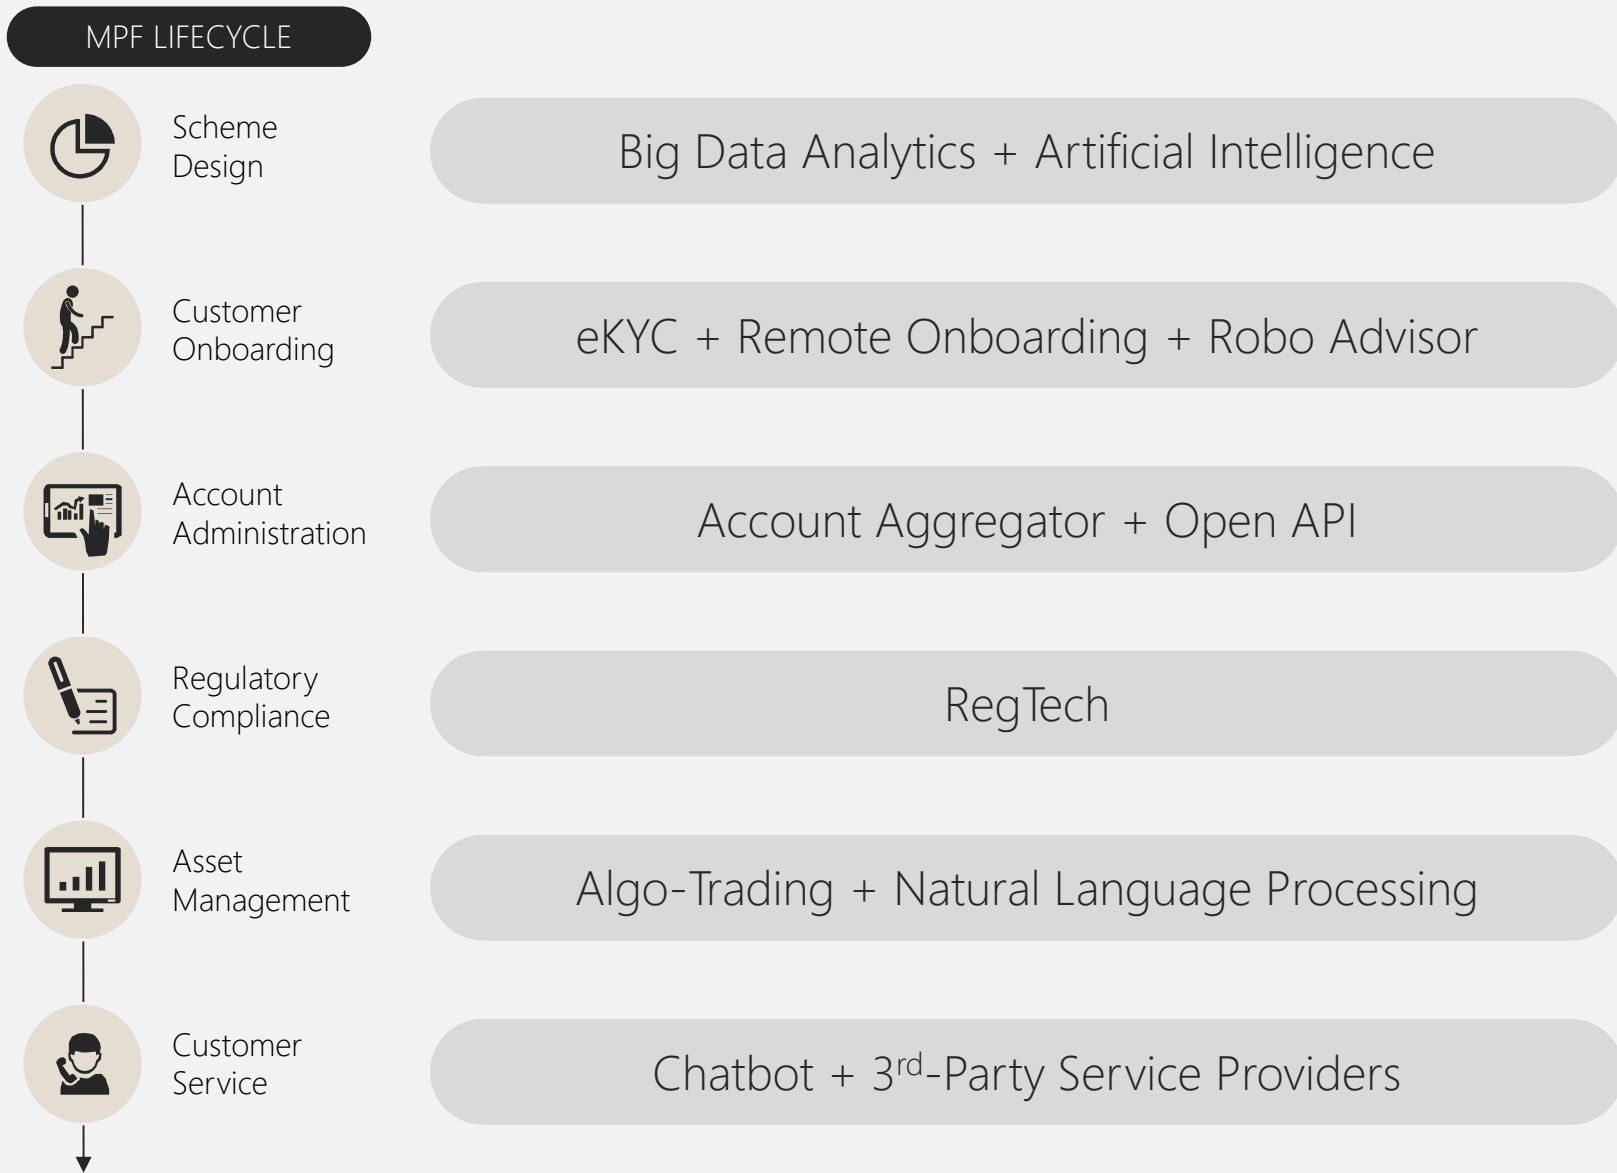 MPF LIFECYCLE
Scheme
Design
Big Data Analytics + Artificial Intelligence
Customer
Onboarding
eKYC + Remote Onboarding + Robo Advisor
Account
Administration
Account Aggregator + Open API
Regulatory
Compliance
RegTech
Asset
Management
Algo-Trading + Natural Language Processing
Customer
Service
Chatbot + 3rd-Party Service Providers